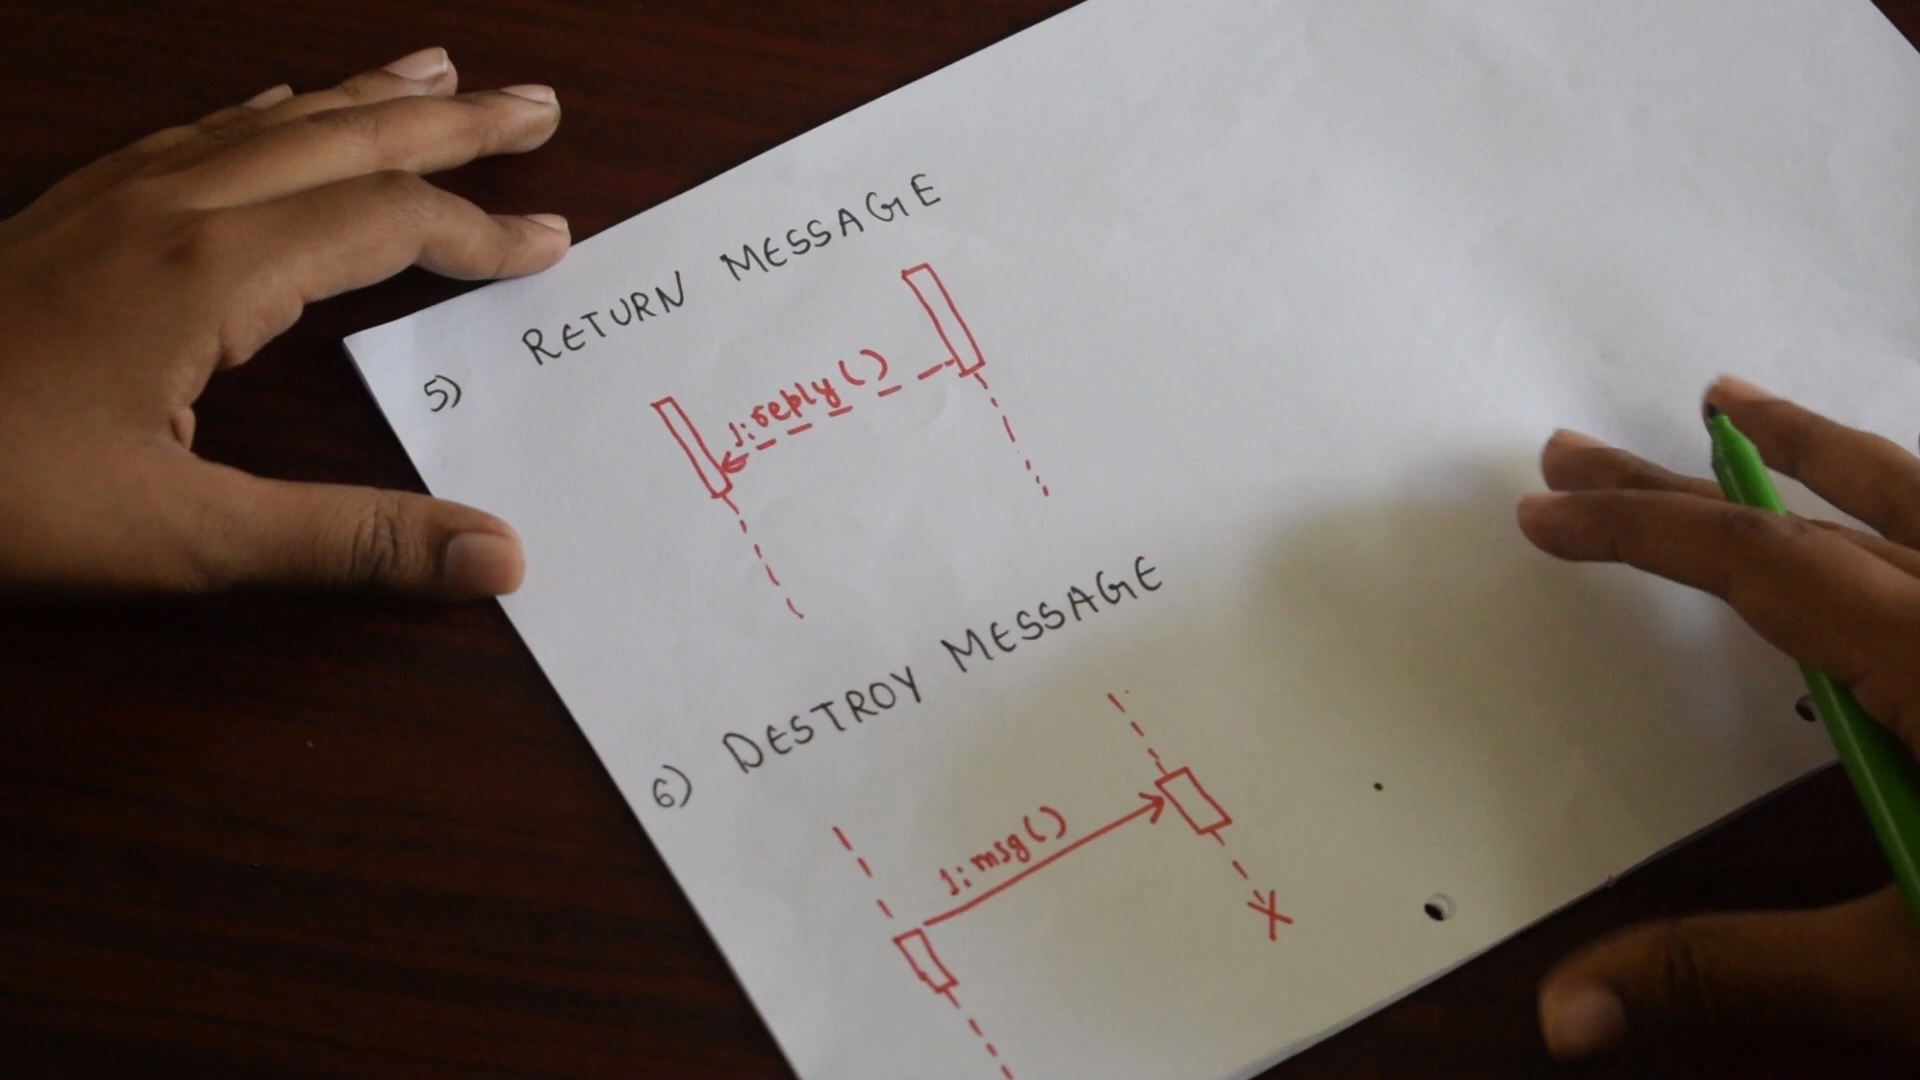 5) RETURN MESSAGE
1: reply()
6) DESTROY MESSAGE
1: msg()
X